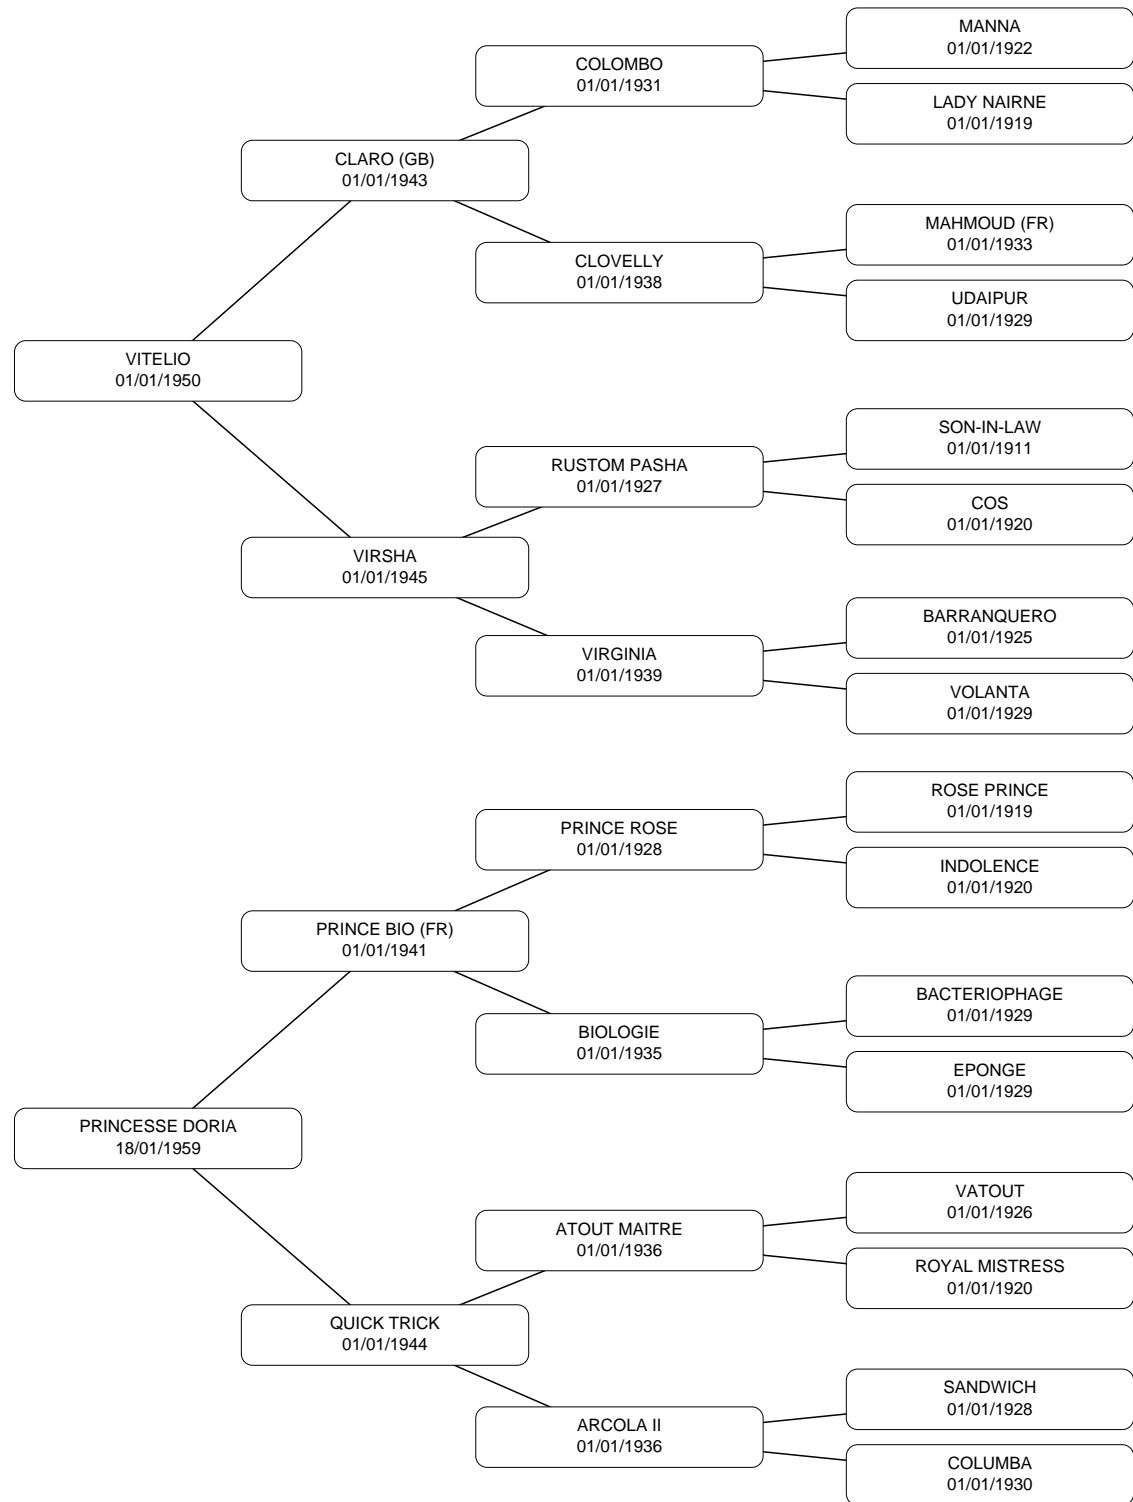 MANNA
01/01/1922
COLOMBO
01/01/1931
LADY NAIRNE
01/01/1919
CLARO (GB)
01/01/1943
MAHMOUD (FR)
01/01/1933
CLOVELLY
01/01/1938
UDAIPUR
01/01/1929
VITELIO
01/01/1950
SON-IN-LAW
01/01/1911
RUSTOM PASHA
01/01/1927
COS
01/01/1920
VIRSHA
01/01/1945
BARRANQUERO
01/01/1925
VIRGINIA
01/01/1939
VOLANTA
01/01/1929
ROSE PRINCE
01/01/1919
PRINCE ROSE
01/01/1928
INDOLENCE
01/01/1920
PRINCE BIO (FR)
01/01/1941
BACTERIOPHAGE
01/01/1929
BIOLOGIE
01/01/1935
EPONGE
01/01/1929
PRINCESSE DORIA
18/01/1959
VATOUT
01/01/1926
ATOUT MAITRE
01/01/1936
ROYAL MISTRESS
01/01/1920
QUICK TRICK
01/01/1944
SANDWICH
01/01/1928
ARCOLA II
01/01/1936
COLUMBA
01/01/1930